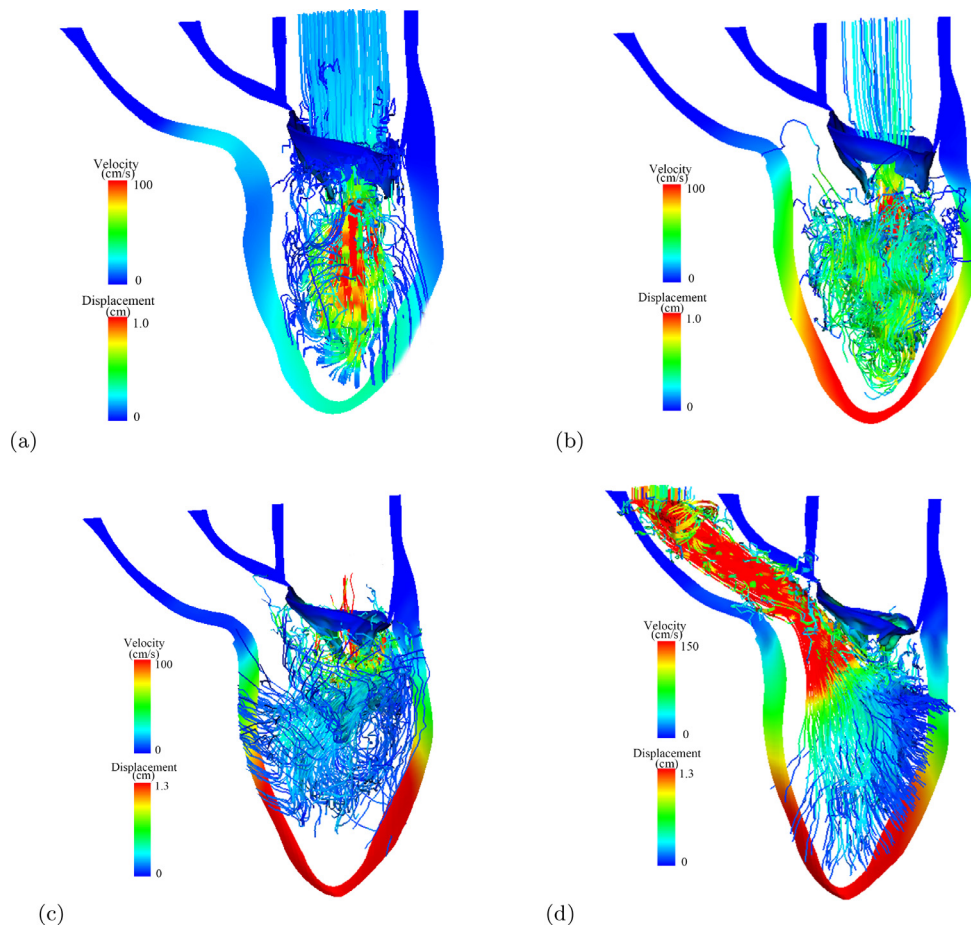 Velocity
(cm/s)
100
0
Displacement
(cm)
1.0
0
(a)
Velocity
(cm/s)
100
0
Displacement
(cm)
1.0
0
(b)
Velocity
(cm/s)
100
0
Displacement
(cm)
1.3
0
(c)
Velocity
(cm/s)
150
0
Displacement
(cm)
1.3
0
(d)